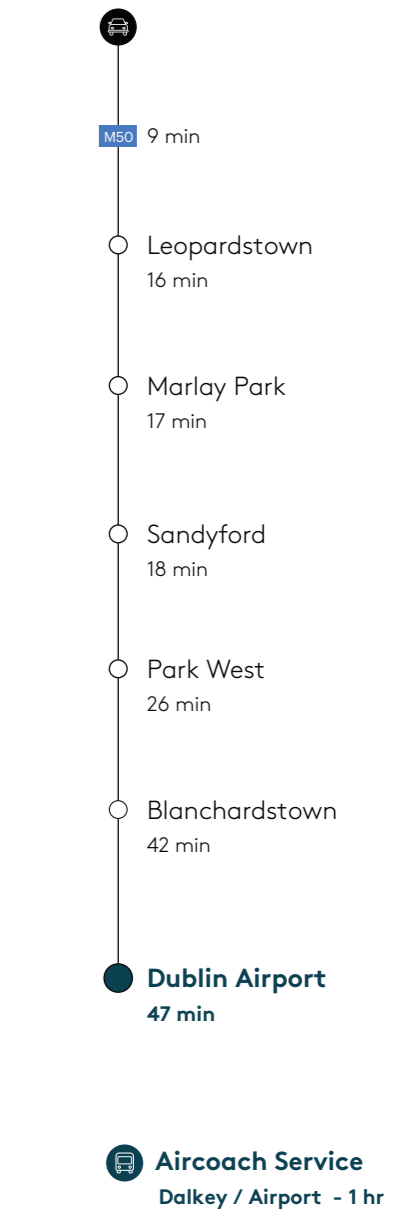 M50 9 min
Leopardstown
16 min
Marlay Park
17 min
Sandyford
18 min
Park West
26 min
Blanchardstown
42 min
Dublin Airport
47 min
Aircoach Service
Dalkey / Airport - 1 hr